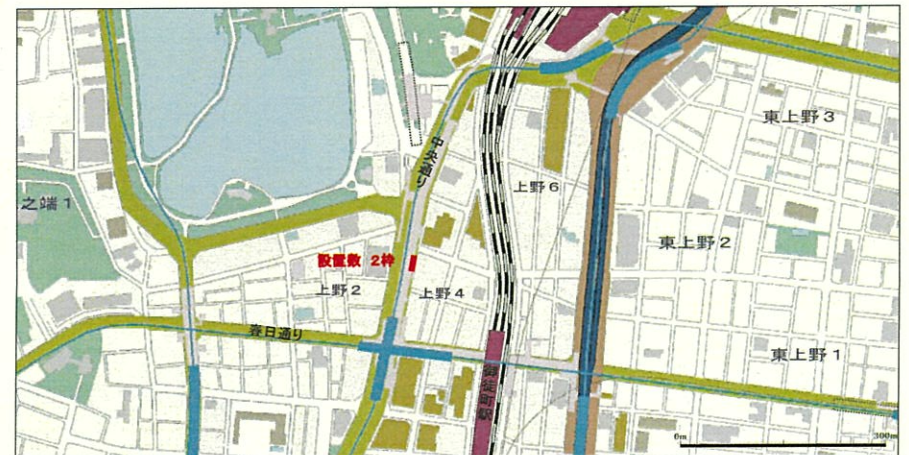 東上野3
中央通り
上野6
之端1
東上野2
設置数 2枠
上野2
上野4
春日通り
東上野1
御徒町駅
0m
300m